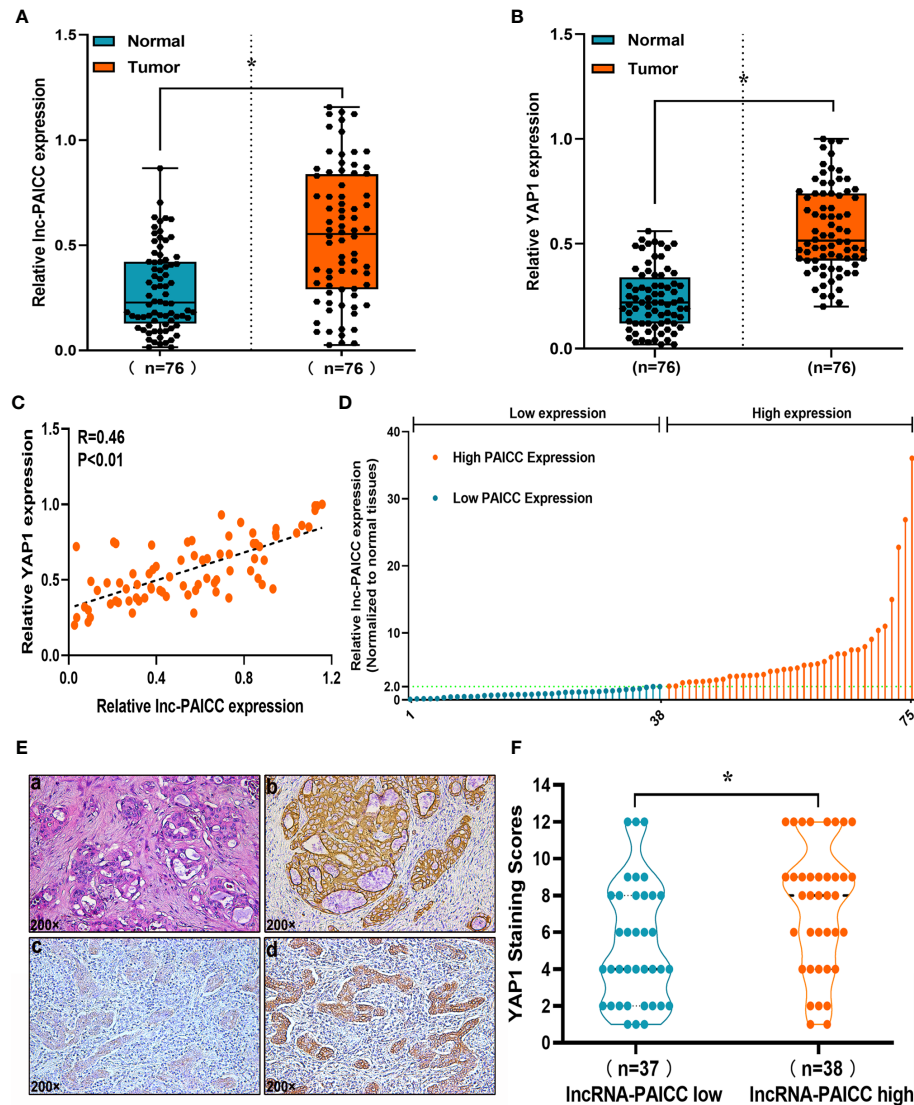 A
Relative lnc-PAICC expression
1.5
1.0
0.5
0.0
Normal
Tumor
*
( n=76 )
( n=76 )
B
Relative YAP1 expression
1.5
1.0
0.5
0.0
Normal
Tumor
*
(n=76)
(n=76)
C
Relative YAP1 expression
1.5
1.0
0.5
0.0
R=0.46
P<0.01
0.0
0.4
0.8
1.2
Relative lnc-PAICC expression
D
Low expression
High expression
Relative lnc-PAICC expression
(Normalized to normal tissues)
40
30
20
10
2.0
0
High PAICC Expression
Low PAICC Expression
1
38
75
E
a
200×
b
200×
c
200×
d
200×
F
YAP1 Staining Scores
14
12
10
8
6
4
2
0
*
( n=37 )
( n=38 )
lncRNA-PAICC low
lncRNA-PAICC high